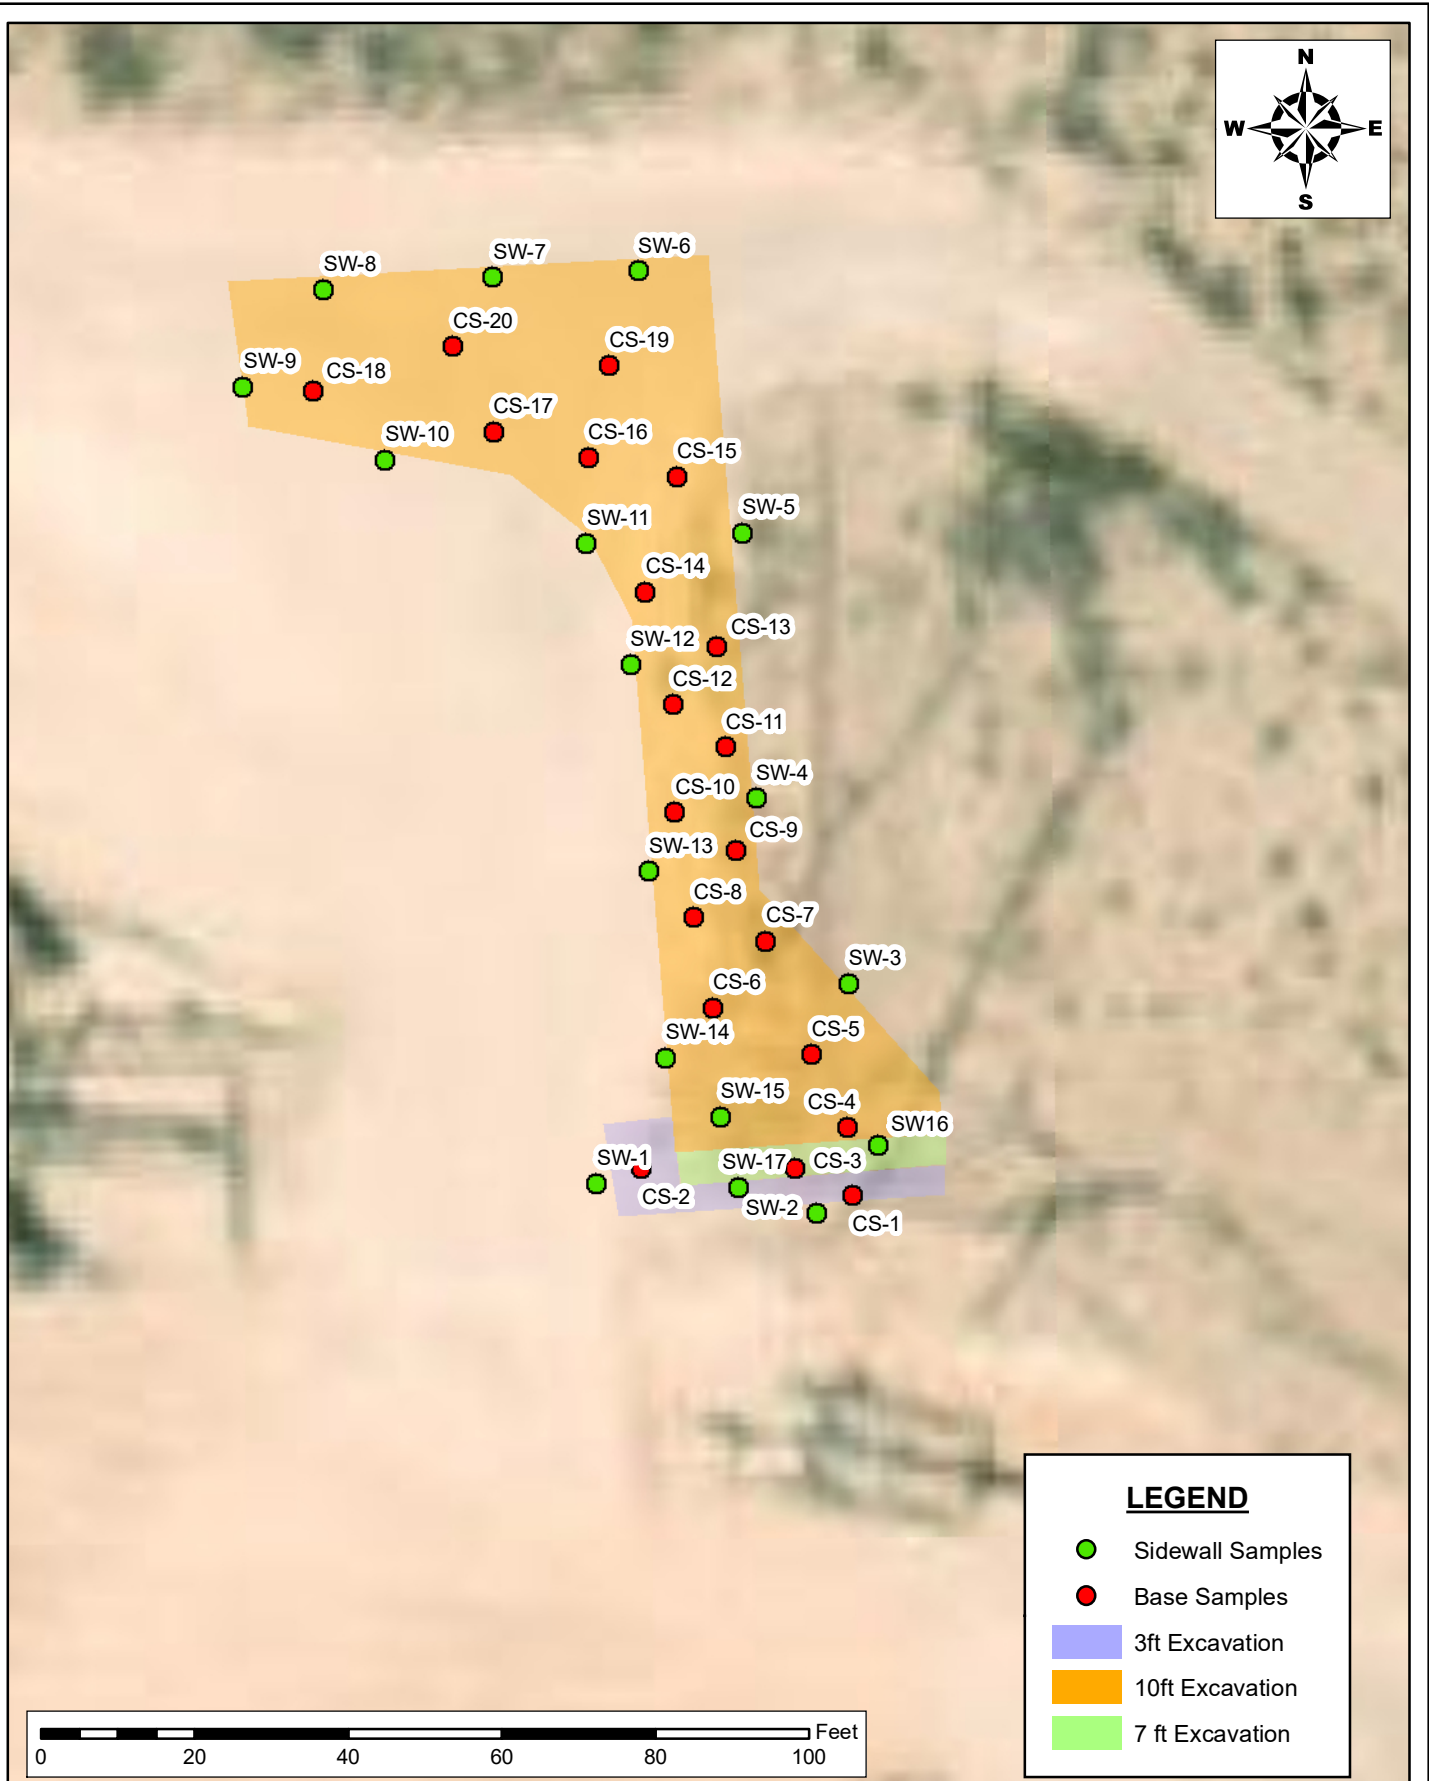 N
W E
S
SW-6
SW-7
SW-8
CS-20
CS-19
SW-9
CS-18
CS-17
SW-10
CS-16
CS-15
SW-5
SW-11
CS-14
CS-13
SW-12
CS-12
CS-11
SW-4
CS-10
CS-9
SW-13
CS-8
CS-7
SW-3
CS-6
SW-14
CS-5
SW-15
CS-4
SW16
SW-17
CS-3
SW-1
CS-2
SW-2
CS-1
LEGEND
Sidewall Samples
Base Samples
3ft Excavation
10ft Excavation
7 ft Excavation
Feet
0 20 40 60 80 100